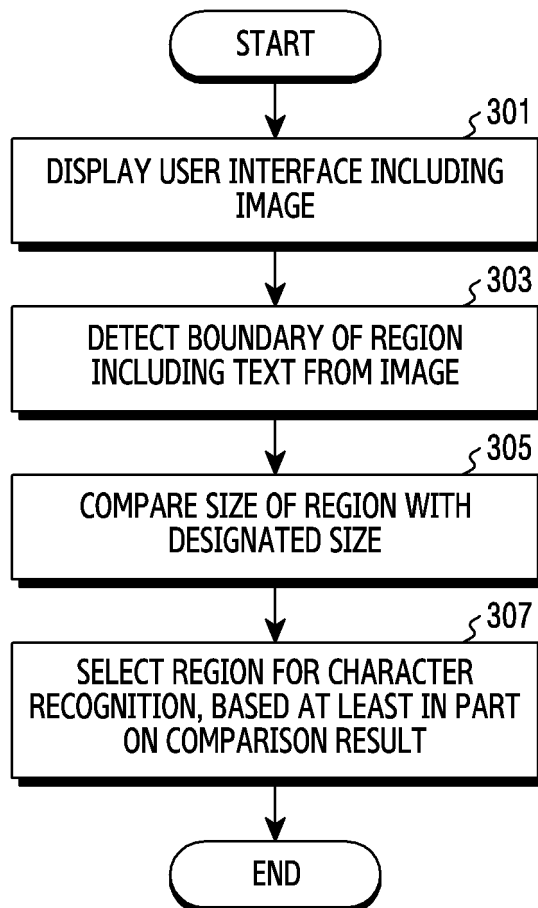 START
301
DISPLAY USER INTERFACE INCLUDING
IMAGE
303
DETECT BOUNDARY OF REGION
INCLUDING TEXT FROM IMAGE
305
COMPARE SIZE OF REGION WITH
DESIGNATED SIZE
307
SELECT REGION FOR CHARACTER
RECOGNITION, BASED AT LEAST IN PART
ON COMPARISON RESULT
END